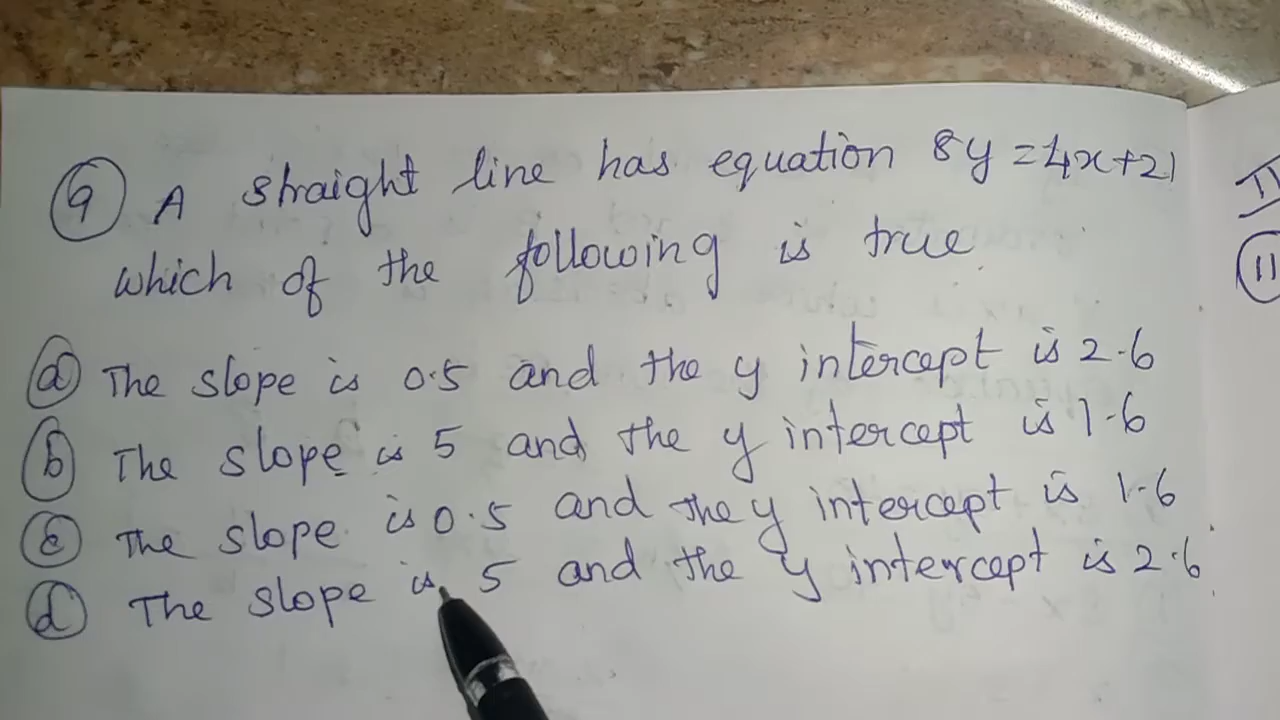 9 A straight line has equation 8y = 4x+21
which of the following is true.
a The slope is 0.5 and the y intercept is 2.6
b The slope is 5 and the y intercept is 1.6
c The slope is 0.5 and the y intercept is 1.6
d The slope is 5 and the y intercept is 2.6.
11